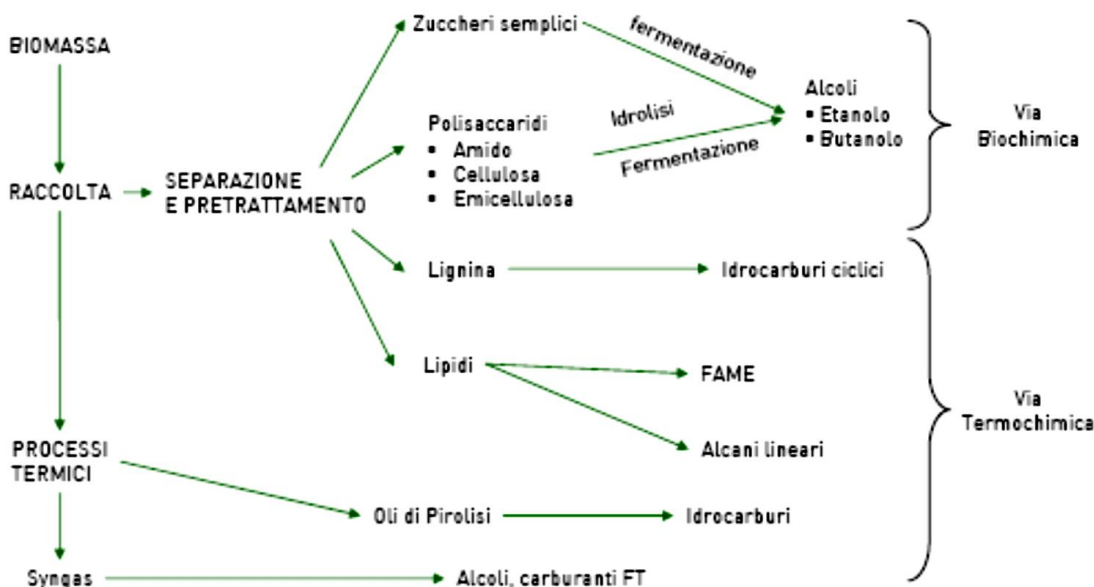 BIOMASSA
Zuccheri semplici
fermentazione
Alcoli
▪ Etanolo
▪ Butanolo
Via
Biochimica
Polisaccaridi
▪ Amido
▪ Cellulosa
▪ Emicellulosa
Idrolisi
Fermentazione
RACCOLTA
SEPARAZIONE
E PRETRATTAMENTO
Lignina
Idrocarburi ciclici
Lipidi
FAME
Alcani lineari
Via
Termochimica
PROCESSI
TERMICI
Oli di Pirolisi
Idrocarburi
Syngas
Alcoli, carburanti FT